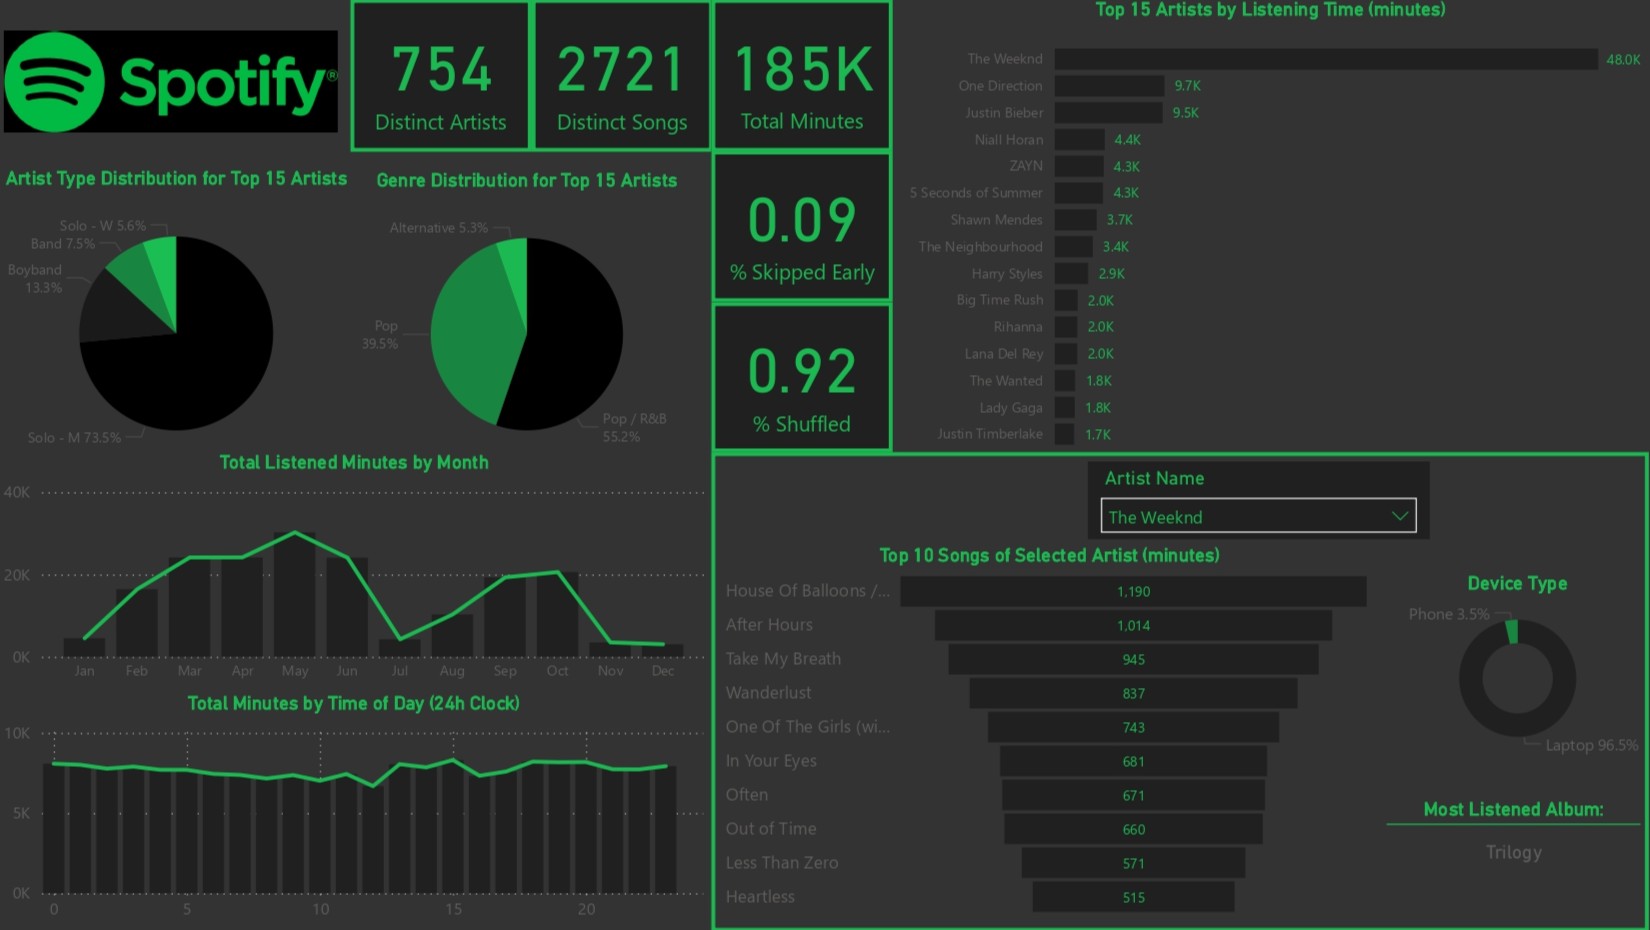 Spotify®
754
Distinct Artists
2721
Distinct Songs
185K
Total Minutes
0.09
% Skipped Early
0.92
% Shuffled
Top 15 Artists by Listening Time (minutes)
The Weeknd 48.0K
One Direction 9.7K
Justin Bieber 9.5K
Niall Horan 4.4K
ZAYN 4.3K
5 Seconds of Summer 4.3K
Shawn Mendes 3.7K
The Neighbourhood 3.4K
Harry Styles 2.9K
Big Time Rush 2.0K
Rihanna 2.0K
Lana Del Rey 2.0K
The Wanted 1.8K
Lady Gaga 1.8K
Justin Timberlake 1.7K
Artist Type Distribution for Top 15 Artists
Solo - W 5.6%
Band 7.5%
Boyband
13.3%
Solo - M 73.5%
Genre Distribution for Top 15 Artists
Alternative 5.3%
Pop
39.5%
Pop / R&B
55.2%
Total Listened Minutes by Month
40K
20K
0K
Jan Feb Mar Apr May Jun Jul Aug Sep Oct Nov Dec
Total Minutes by Time of Day (24h Clock)
10K
5K
0K
0 5 10 15 20
Artist Name
The Weeknd
Top 10 Songs of Selected Artist (minutes)
House Of Balloons /... 1,190
After Hours 1,014
Take My Breath 945
Wanderlust 837
One Of The Girls (wi... 743
In Your Eyes 681
Often 671
Out of Time 660
Less Than Zero 571
Heartless 515
Device Type
Phone 3.5%
Laptop 96.5%
Most Listened Album:
Trilogy